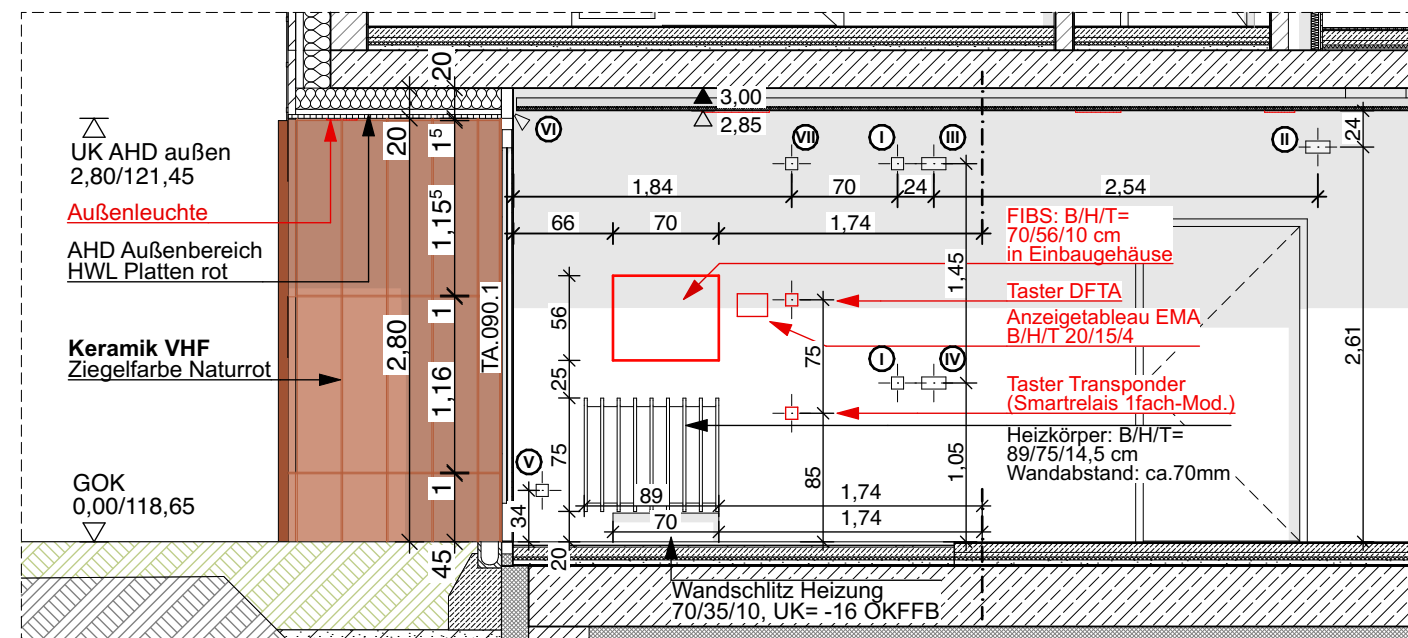 20
3,00
2,85
24
VI
VII
I
III
II
UK AHD außen
2,80/121,45
20
1⁵
1,84
70
24
2,54
Außenleuchte
1,15⁵
66
70
1,74
FIBS: B/H/T=
70/56/10 cm
in Einbaugehäuse
AHD Außenbereich
HWL Platten rot
1,45
Taster DFTA
56
1
TA.090.1
Anzeigetableau EMA
B/H/T 20/15/4
Keramik VHF
Ziegelfarbe Naturrot
2,80
75
2,61
I
IV
25
1,16
Taster Transponder
(Smartrelais 1fach-Mod.)
Heizkörper: B/H/T=
89/75/14,5 cm
Wandabstand: ca.70mm
75
V
85
1,05
GOK
0,00/118,65
1
89
1,74
34
70
1,74
45
20
Wandschlitz Heizung
70/35/10, UK= -16 OKFFB